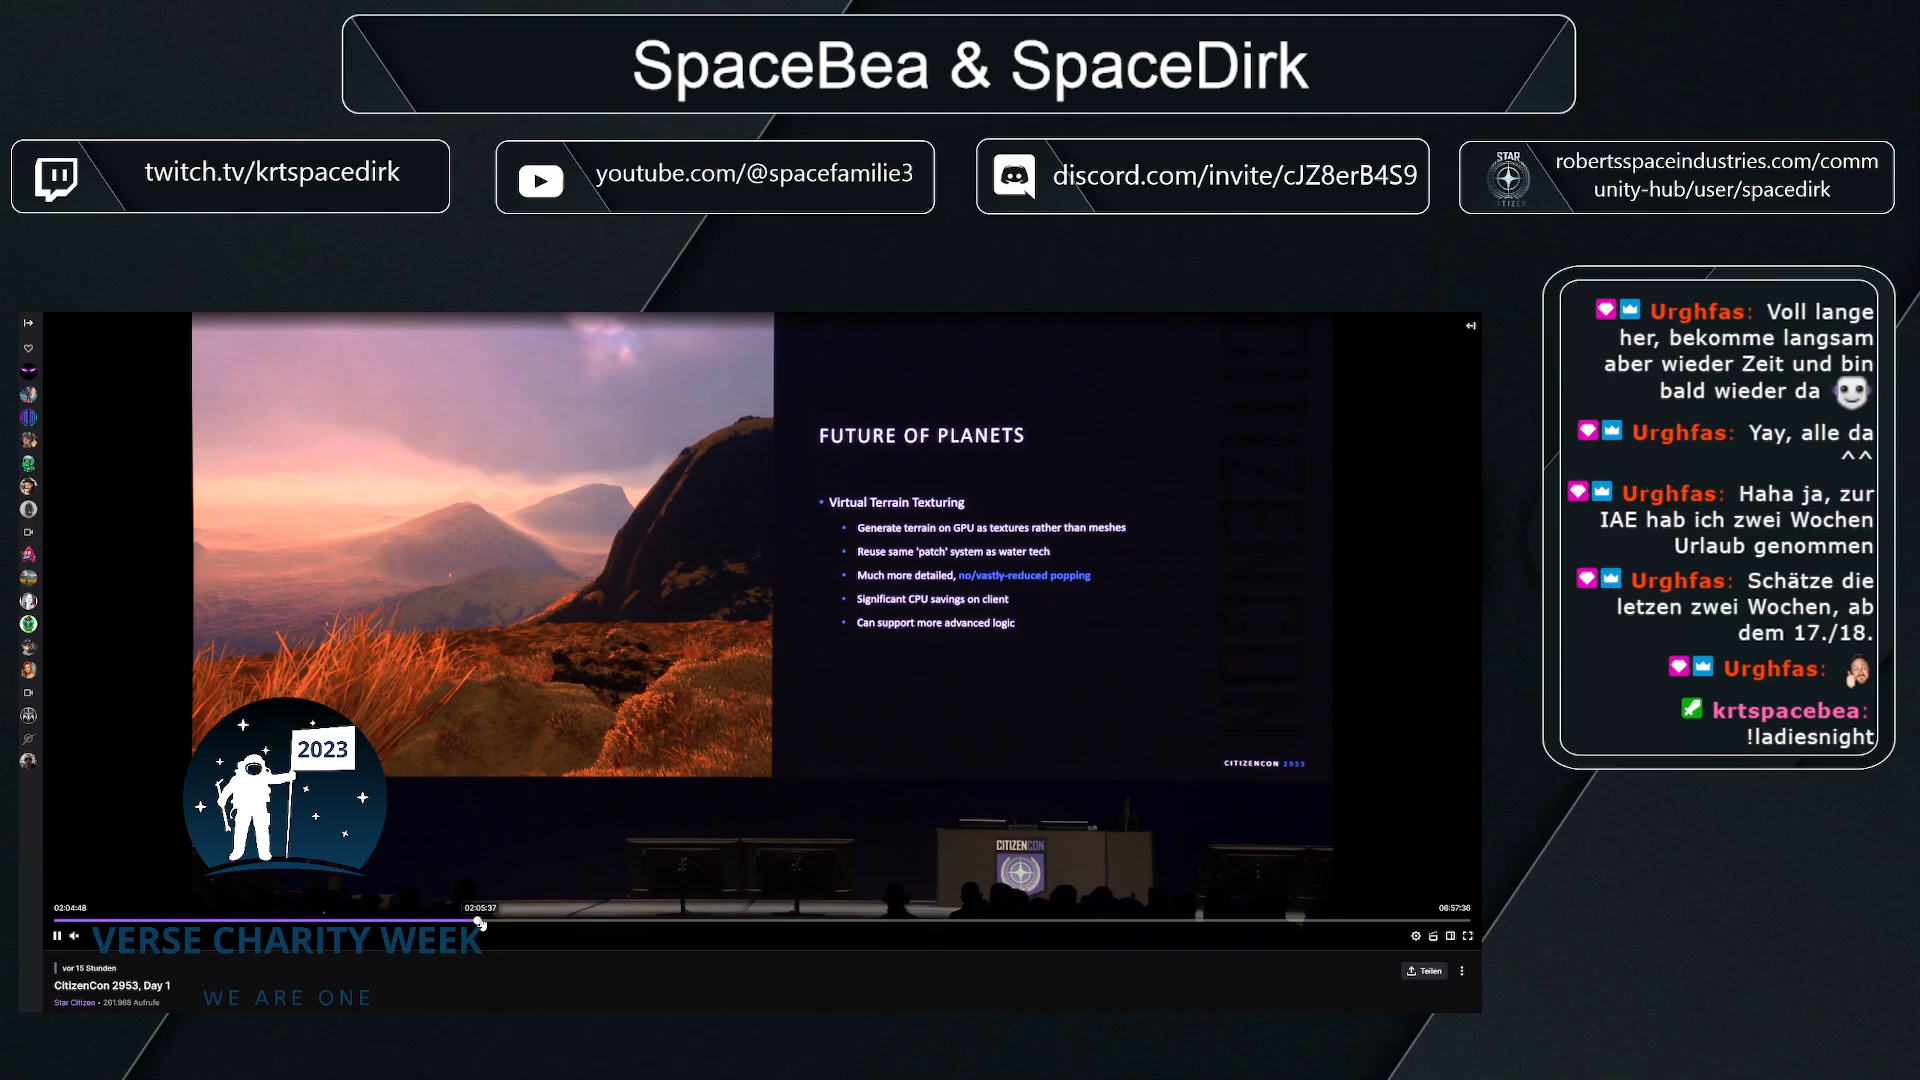 SpaceBea & SpaceDirk
twitch.tv/krtspacedirk
youtube.com/@spacefamilie3
discord.com/invite/cJZ8erB4S9
STAR
CITIZEN
robertsspaceindustries.com/comm
unity-hub/user/spacedirk
FUTURE OF PLANETS
• Virtual Terrain Texturing
• Generate terrain on GPU as textures rather than meshes
• Reuse same 'patch' system as water tech
• Much more detailed, no/vastly-reduced popping
• Significant CPU savings on client
• Can support more advanced logic
CITIZENCON 2953
CITIZENCON
CITIZENCON
2023
02:04:48
02:05:37
06:57:36
VERSE CHARITY WEEK
WE ARE ONE
vor 15 Stunden
CitizenCon 2953, Day 1
Star Citizen • 261.968 Aufrufe
Teilen
Urghfas: Voll lange
her, bekomme langsam
aber wieder Zeit und bin
bald wieder da
Urghfas: Yay, alle da
^^
Urghfas: Haha ja, zur
IAE hab ich zwei Wochen
Urlaub genommen
Urghfas: Schätze die
letzen zwei Wochen, ab
dem 17./18.
Urghfas:
krtspacebea:
!ladiesnight